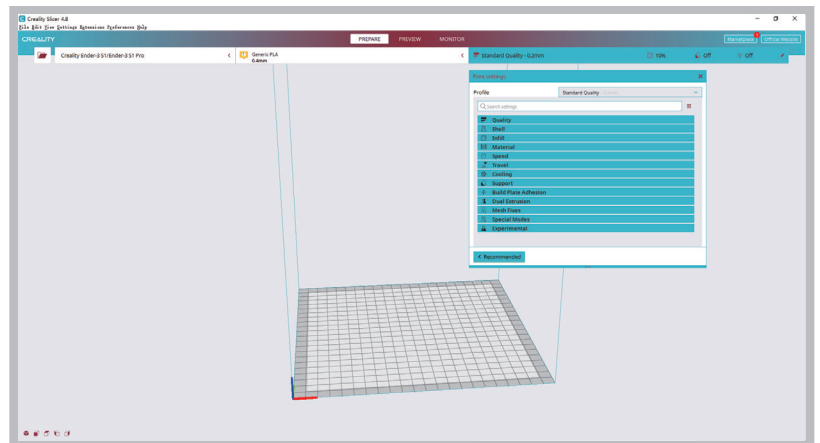 Creality Slicer 4.8
File Edit View Settings Extensions Preferences Help
CREALITY
PREPARE PREVIEW MONITOR
Marketplace Official Website
Creality Ender-3 S1/Ender-3 S1 Pro
Generic PLA
0.4mm
Standard Quality - 0.2mm
10%
Off
Off
Print settings
Profile
Standard Quality
Search settings
Quality
Shell
Infill
Material
Speed
Travel
Cooling
Support
Build Plate Adhesion
Dual Extrusion
Mesh Fixes
Special Modes
Experimental
Recommended